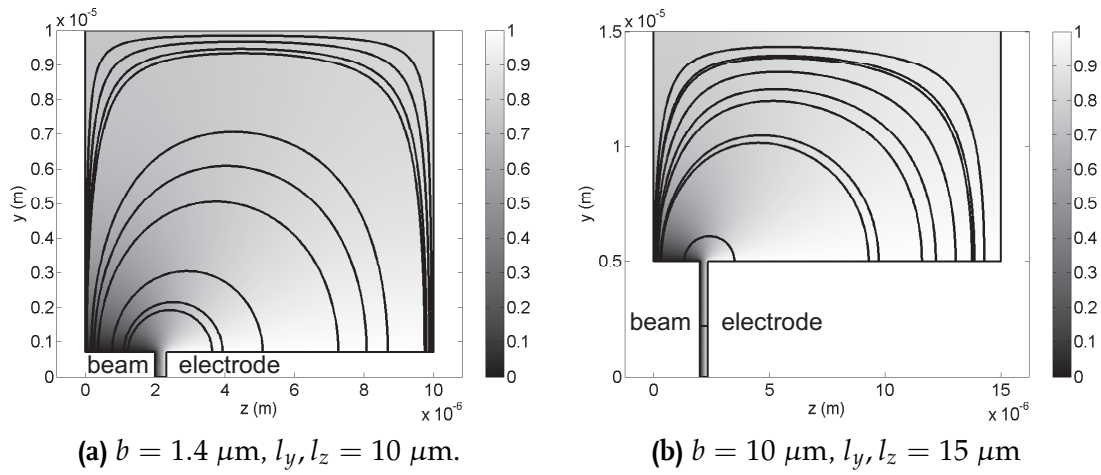 x 10⁻⁵
1
0.9
0.8
0.7
0.6
0.5
0.4
0.3
0.2
0.1
0
y (m)
beam electrode
0 2 4 6 8 10
z (m)
x 10⁻⁶
1
0.9
0.8
0.7
0.6
0.5
0.4
0.3
0.2
0.1
0
(a) b = 1.4 μm, l_y, l_z = 10 μm.
x 10⁻⁵
1.5
1
0.5
0
y (m)
beam electrode
0 5 10 15
z (m)
x 10⁻⁶
1
0.9
0.8
0.7
0.6
0.5
0.4
0.3
0.2
0.1
0
(b) b = 10 μm, l_y, l_z = 15 μm